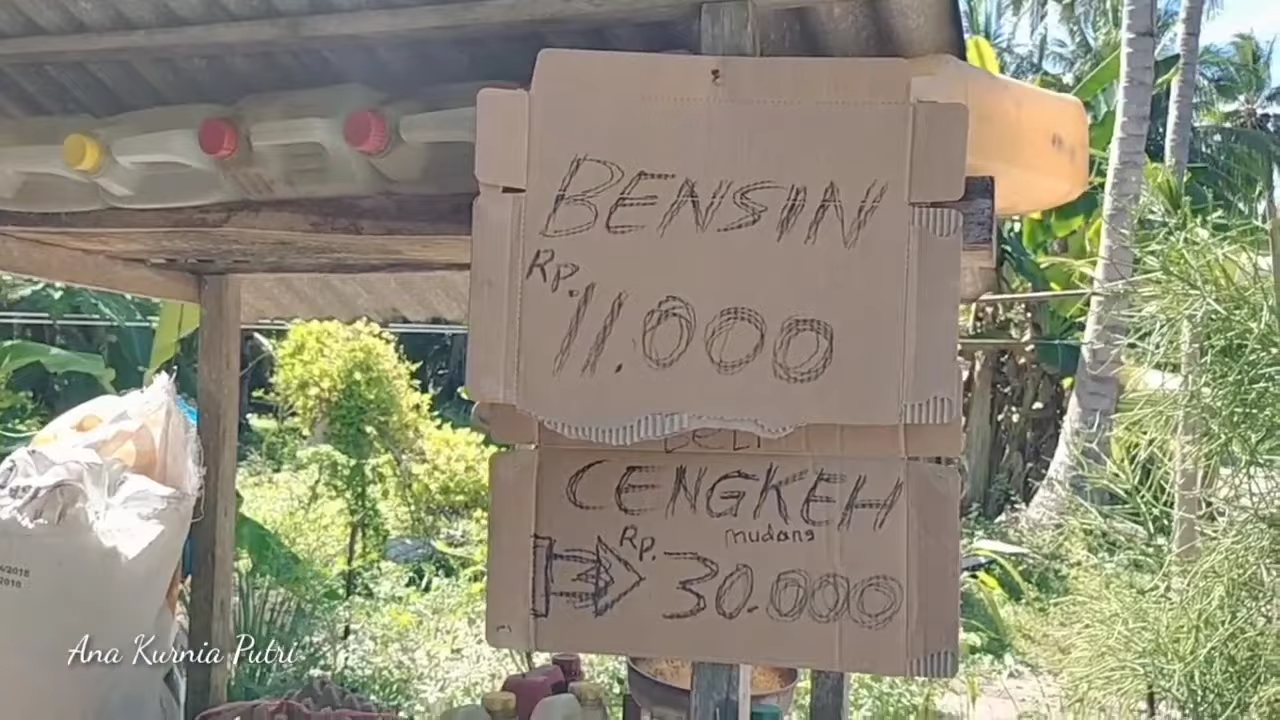 BENSIN
Rp.
11.000
BELI
CENGKEH
mudang
Rp. 30.000
Ana Kurnia Putri